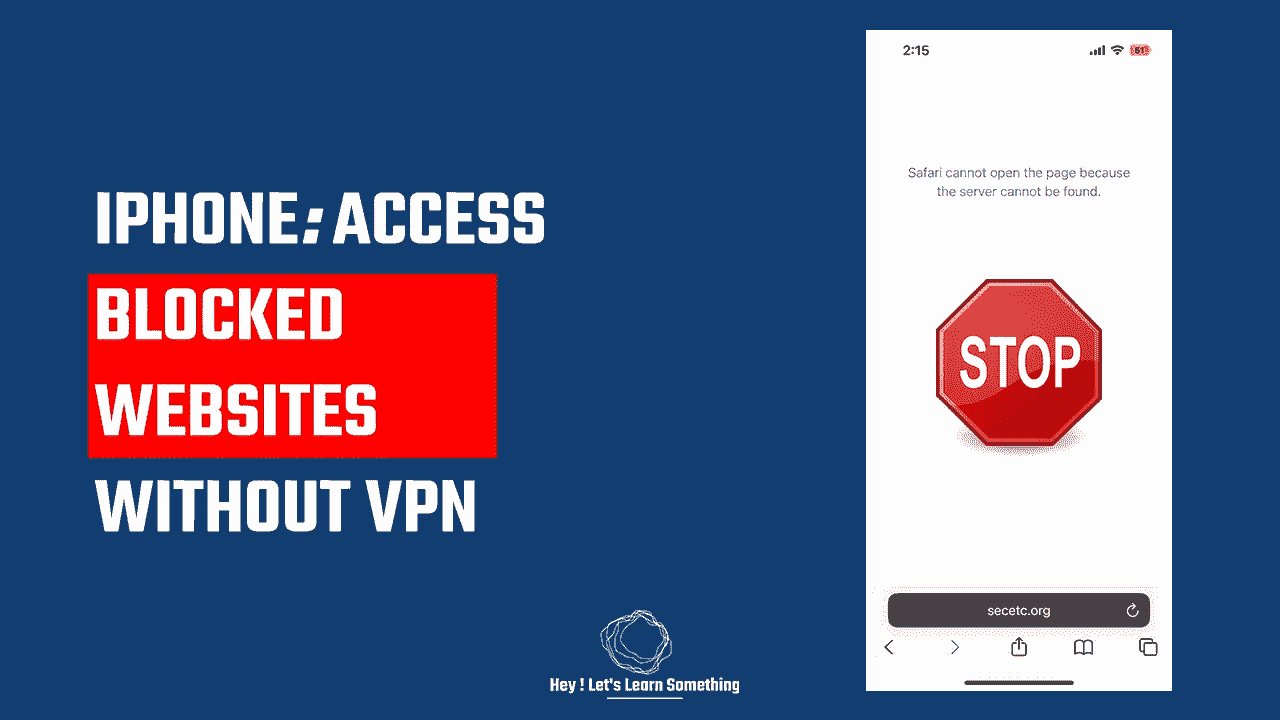 IPHONE: ACCESS
BLOCKED
WEBSITES
WITHOUT VPN
Hey ! Let's Learn Something
2:15
61
Safari cannot open the page because
the server cannot be found.
STOP
secetc.org